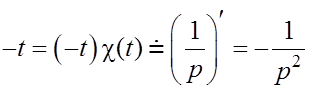 −t = (−t) χ(t) ≐ (1/p)′ = −1/p²